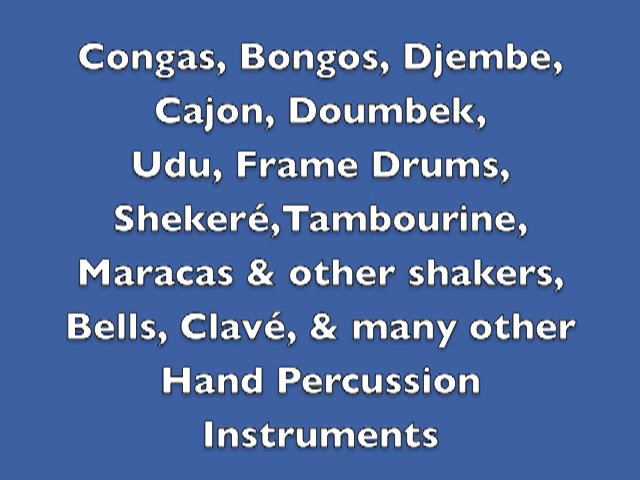 Congas, Bongos, Djembe,
Cajon, Doumbek,
Udu, Frame Drums,
Shekeré,Tambourine,
Maracas & other shakers,
Bells, Clavé, & many other
Hand Percussion
Instruments